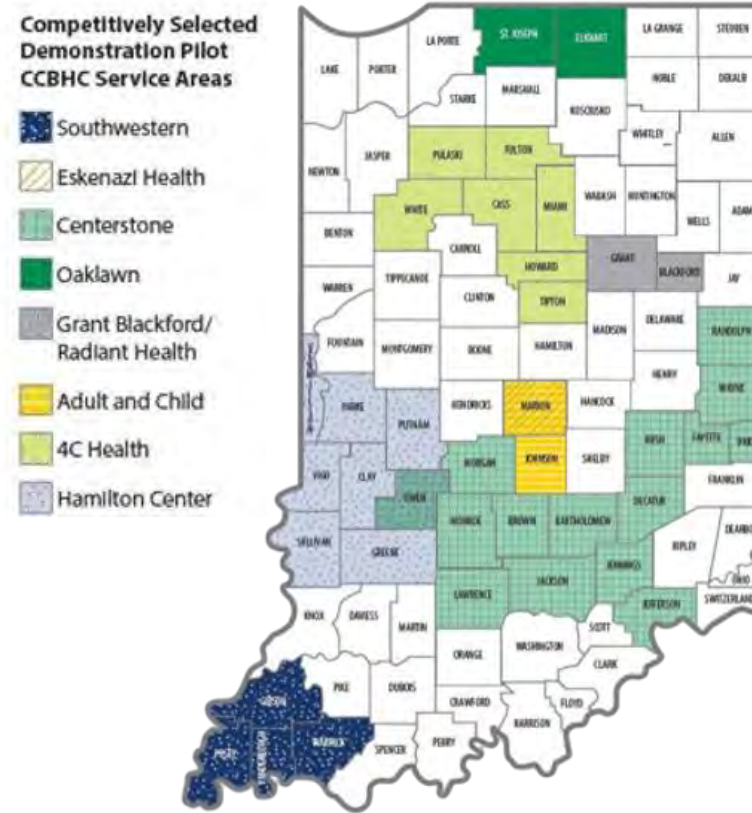 Competitively Selected
Demonstration Pilot
CCBHC Service Areas
Southwestern
Eskenazi Health
Centerstone
Oaklawn
Grant Blackford/
Radiant Health
Adult and Child
4C Health
Hamilton Center
LAKE
PORTER
LA PORTE
ST. JOSEPH
ELKHART
LA GRANGE
STEUBEN
NOBLE
DEKALB
STARKE
MARSHALL
KOSCIUSKO
WHITLEY
ALLEN
NEWTON
JASPER
PULASKI
FULTON
WABASH
HUNTINGTON
WELLS
ADAM
BENTON
WHITE
CASS
MIAMI
CARROLL
GRANT
BLACKFORD
JAY
WARREN
TIPPECANOE
HOWARD
CLINTON
TIPTON
MADISON
DELAWARE
RANDOLPH
FOUNTAIN
MONTGOMERY
BOONE
HAMILTON
HENRY
WAYNE
PARKE
PUTNAM
HENDRICKS
MARION
HANCOCK
RUSH
FAYETTE
VIGO
CLAY
OWEN
MORGAN
JOHNSON
SHELBY
FRANKLIN
DECATUR
SULLIVAN
GREENE
MONROE
BROWN
BARTHOLOMEW
RIPLEY
DEARBO
OHIO
JENNINGS
SWITZERLAND
LAWRENCE
JACKSON
JEFFERSON
KNOX
DAVIESS
MARTIN
ORANGE
WASHINGTON
SCOTT
CLARK
GIBSON
PIKE
DUBOIS
CRAWFORD
FLOYD
HARRISON
POSEY
WARRICK
SPENCER
PERRY